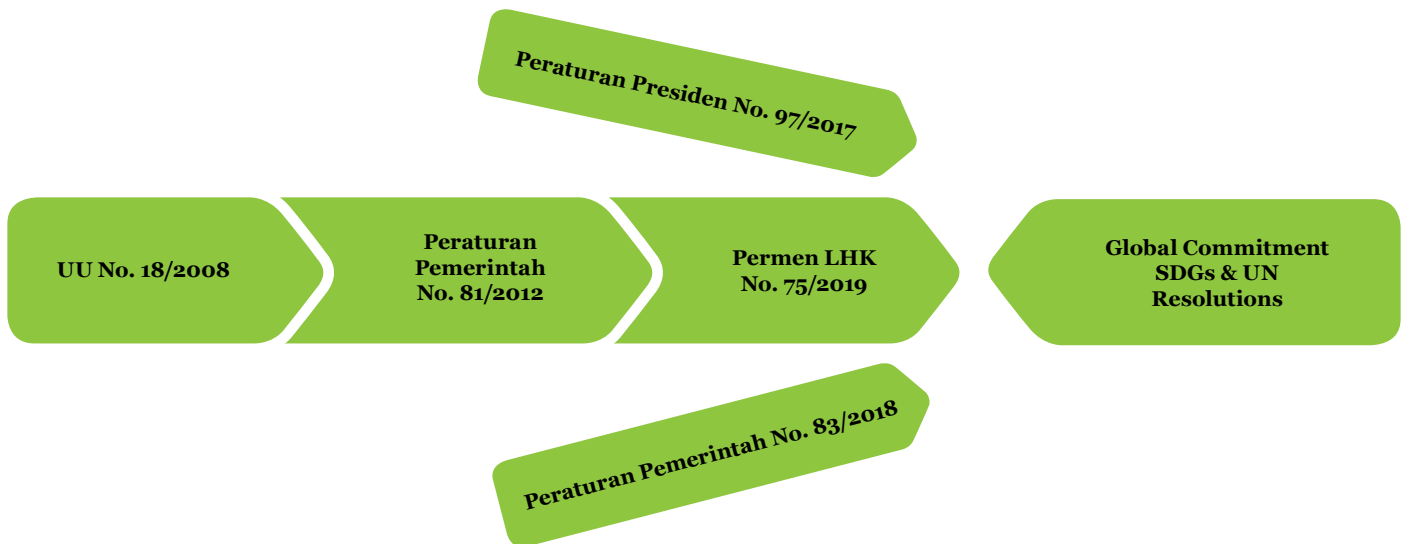 Peraturan Presiden No. 97/2017
UU No. 18/2008
Peraturan
Pemerintah
No. 81/2012
Permen LHK
No. 75/2019
Global Commitment
SDGs & UN
Resolutions
Peraturan Pemerintah No. 83/2018